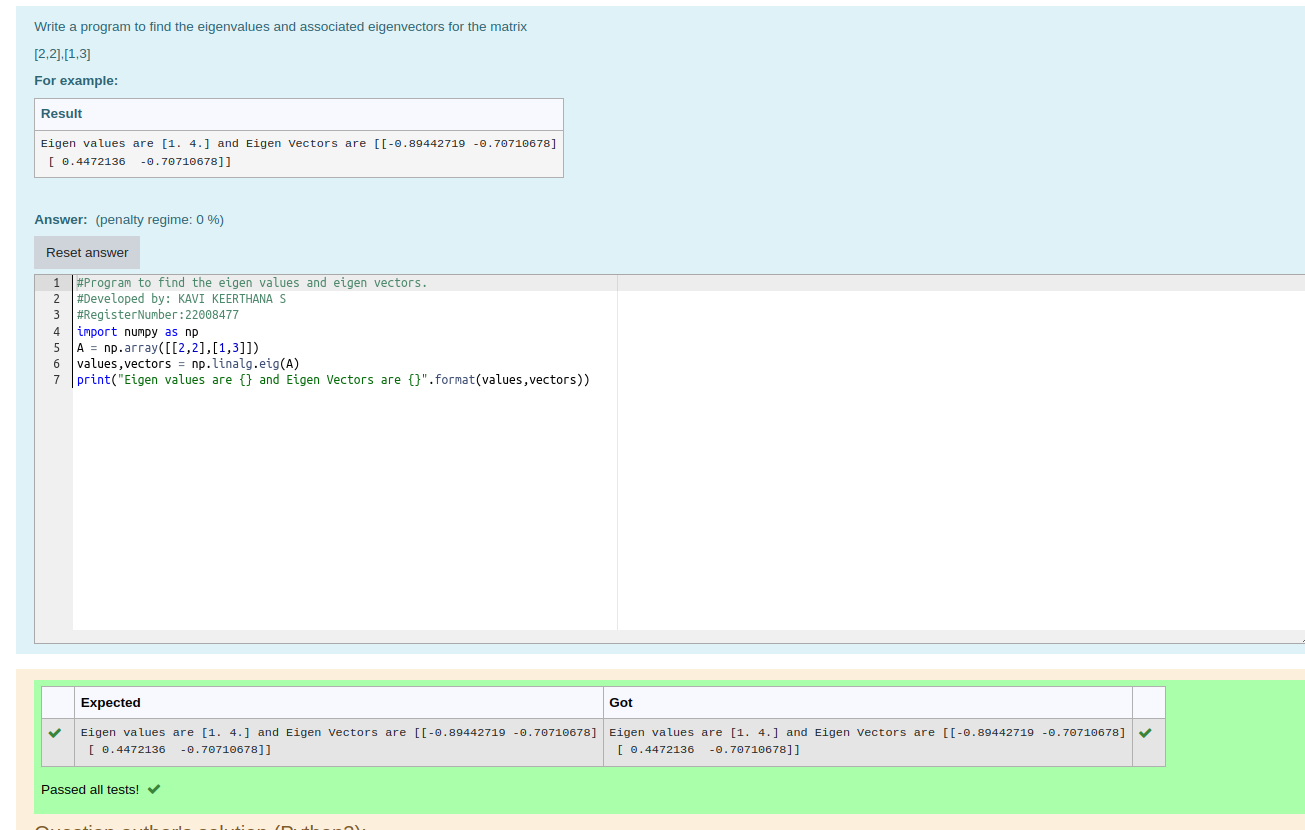 Write a program to find the eigenvalues and associated eigenvectors for the matrix
[2,2],[1,3]
For example:
Result
Eigen values are [1. 4.] and Eigen Vectors are [[-0.89442719 -0.70710678]
 [ 0.4472136  -0.70710678]]
Answer: (penalty regime: 0 %)
Reset answer
1 #Program to find the eigen values and eigen vectors.
2 #Developed by: KAVI KEERTHANA S
3 #RegisterNumber:22008477
4 import numpy as np
5 A = np.array([[2,2],[1,3]])
6 values,vectors = np.linalg.eig(A)
7 print("Eigen values are {} and Eigen Vectors are {}".format(values,vectors))
Expected Got
Eigen values are [1. 4.] and Eigen Vectors are [[-0.89442719 -0.70710678] Eigen values are [1. 4.] and Eigen Vectors are [[-0.89442719 -0.70710678]
 [ 0.4472136  -0.70710678]] [ 0.4472136  -0.70710678]]
Passed all tests!
Question author's solution (Python3):